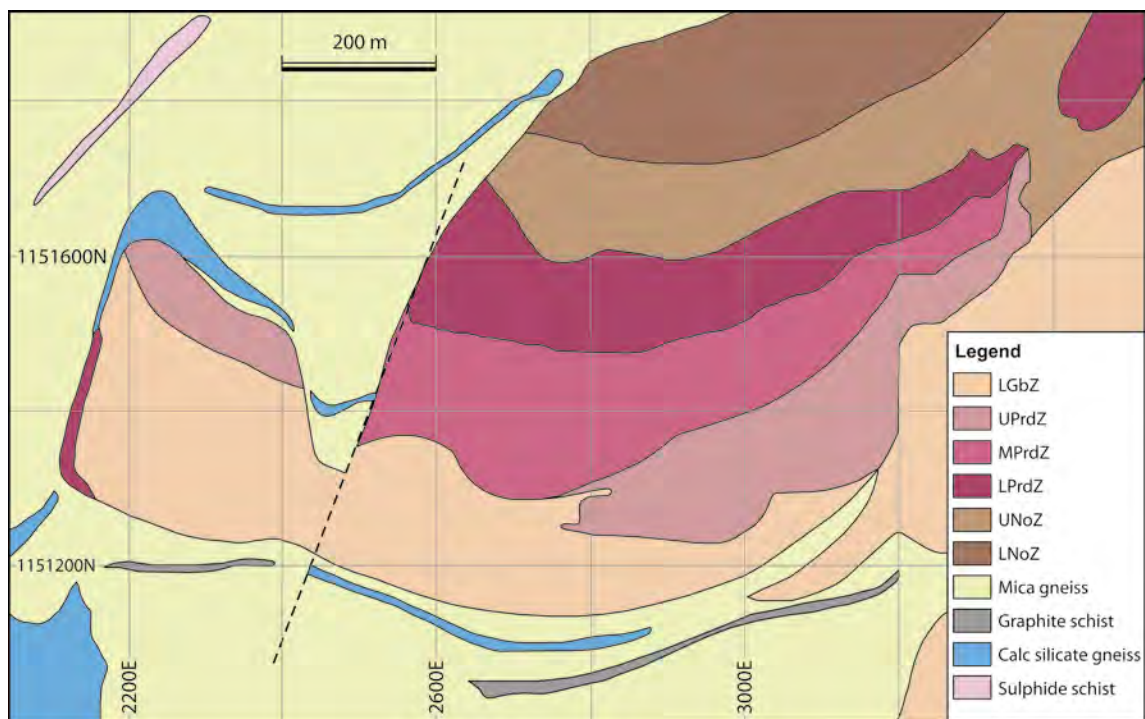 200 m
1151600N
1151200N
2200E
2600E
3000E
Legend
LGbZ
UPrdZ
MPrdZ
LPrdZ
UNoZ
LNoZ
Mica gneiss
Graphite schist
Calc silicate gneiss
Sulphide schist